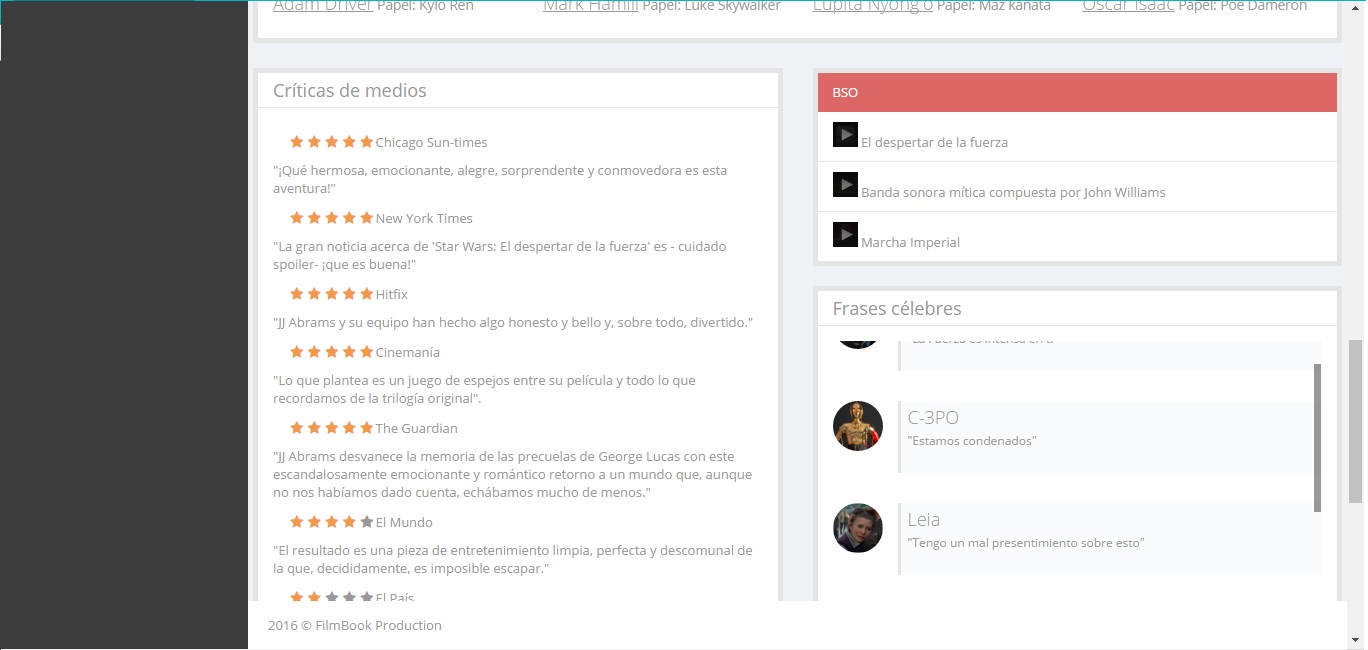 Adam Driver Papel: Kylo Ren
Mark Hamill Papel: Luke Skywalker
Lupita Nyong'o Papel: Maz Kanata
Oscar Isaac Papel: Poe Dameron
Críticas de medios
Chicago Sun-times
"¡Qué hermosa, emocionante, alegre, sorprendente y conmovedora es esta
aventura!"
New York Times
"La gran noticia acerca de 'Star Wars: El despertar de la fuerza' es - cuidado
spoiler- ¡que es buena!"
Hitfix
"JJ Abrams y su equipo han hecho algo honesto y bello y, sobre todo, divertido."
Cinemanía
"Lo que plantea es un juego de espejos entre su película y todo lo que
recordamos de la trilogía original".
The Guardian
"JJ Abrams desvanece la memoria de las precuelas de George Lucas con este
escandalosamente emocionante y romántico retorno a un mundo que, aunque
no nos habíamos dado cuenta, echábamos mucho de menos."
El Mundo
"El resultado es una pieza de entretenimiento limpia, perfecta y descomunal de
la que, decididamente, es imposible escapar."
El País
BSO
El despertar de la fuerza
Banda sonora mítica compuesta por John Williams
Marcha Imperial
Frases célebres
"La Fuerza es intensa en ti"
C-3PO
"Estamos condenados"
Leia
"Tengo un mal presentimiento sobre esto"
2016 © FilmBook Production